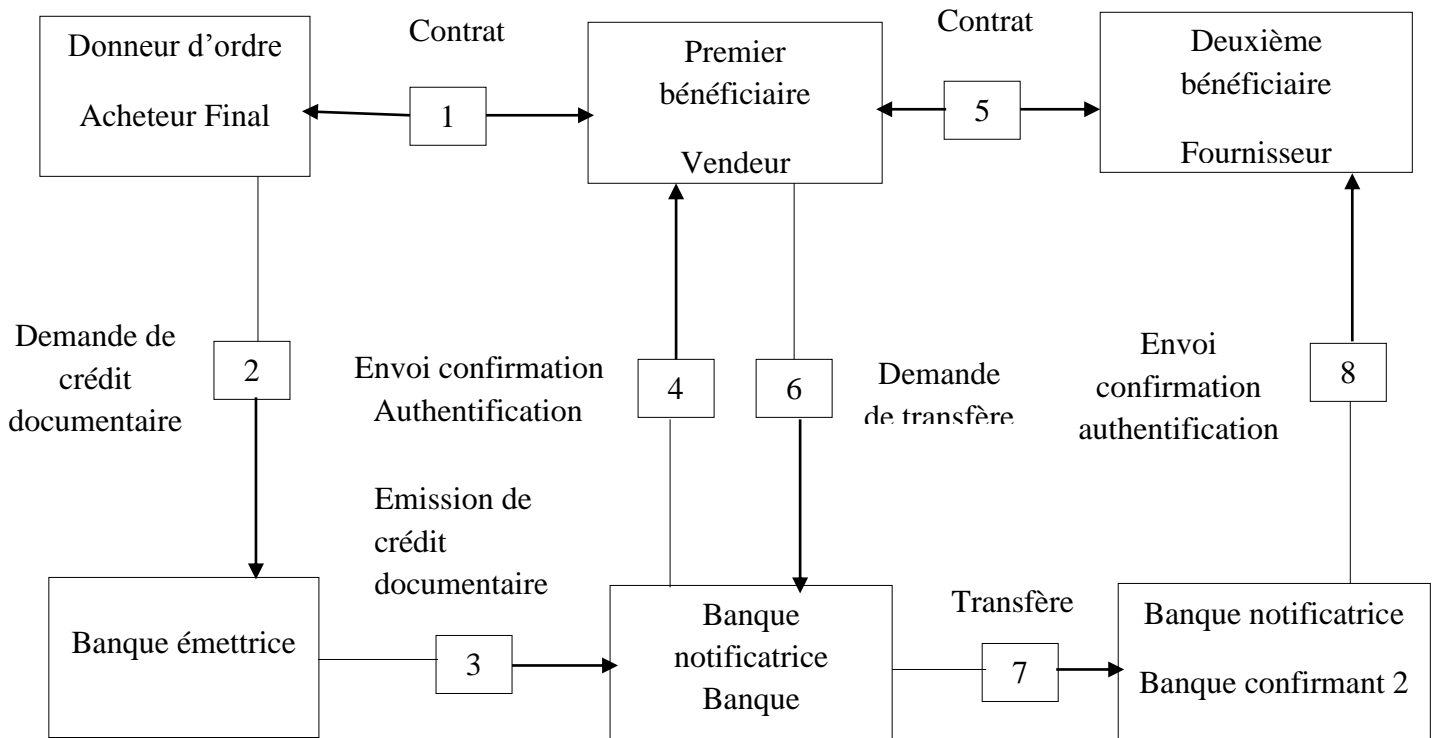 Donneur d’ordre
Acheteur Final
Contrat
1
Premier
bénéficiaire
Vendeur
Contrat
5
Deuxième
bénéficiaire
Fournisseur
Demande de
crédit
documentaire
2
Envoi confirmation
Authentification
4
6
Demande
de transfère
Envoi
confirmation
authentification
8
Emission de
crédit
documentaire
Banque émettrice
3
Banque
notificatrice
Banque
Transfère
7
Banque notificatrice
Banque confirmant 2